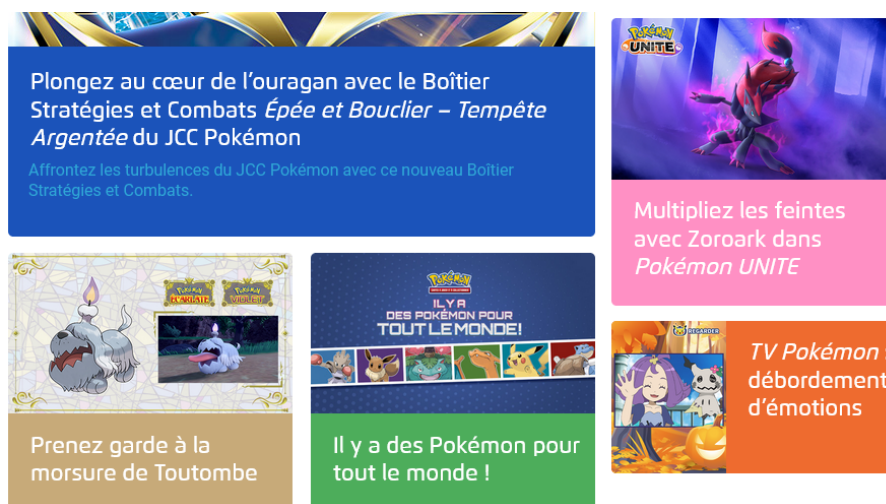 Plongez au cœur de l’ouragan avec le Boîtier
Stratégies et Combats Épée et Bouclier – Tempête
Argentée du JCC Pokémon
Affrontez les turbulences du JCC Pokémon avec ce nouveau Boîtier
Stratégies et Combats.
Pokémon
UNITE
Multipliez les feintes
avec Zoroark dans
Pokémon UNITE
Pokémon
ÉCARLATE
Pokémon
VIOLET
Prenez garde à la
morsure de Toutombe
Pokémon
IL Y A
DES POKÉMON POUR
TOUT LE MONDE!
Il y a des Pokémon pour
tout le monde !
REGARDER
TV Pokémon
débordement
d’émotions